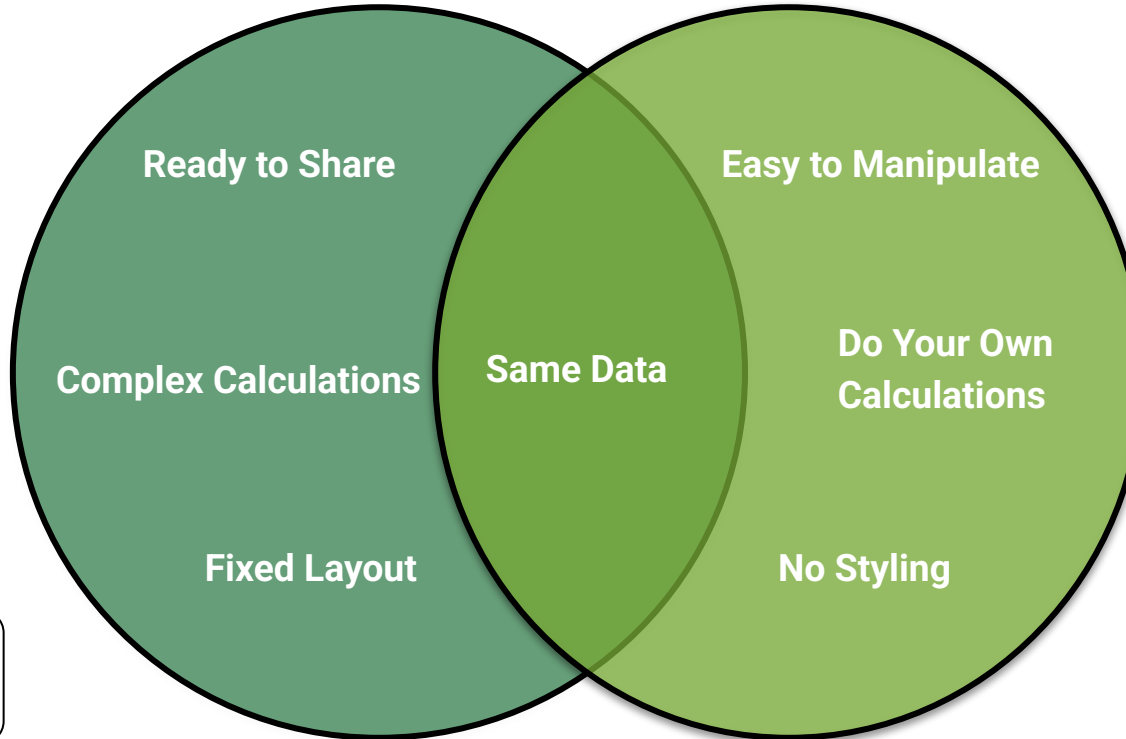 Ready to Share
Easy to Manipulate
Complex Calculations
Same Data
Do Your Own
Calculations
Fixed Layout
No Styling